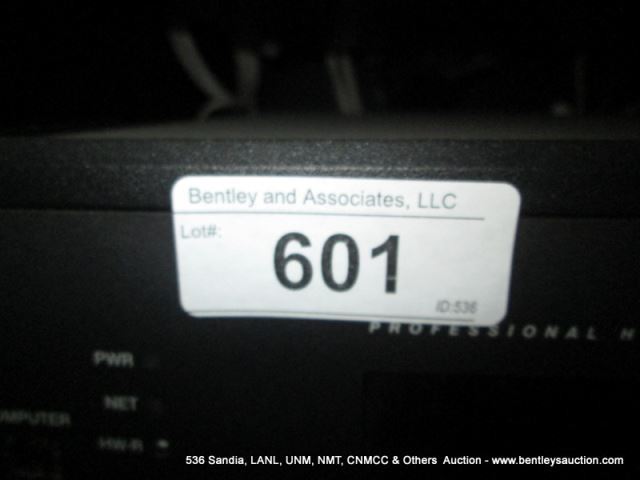 Bentley and Associates, LLC
Lot#:
601
ID:536
PROFESSIONAL H
PWR
NET
OMPUTER
HW-R
536 Sandia, LANL, UNM, NMT, CNMCC & Others Auction - www.bentleysauction.com